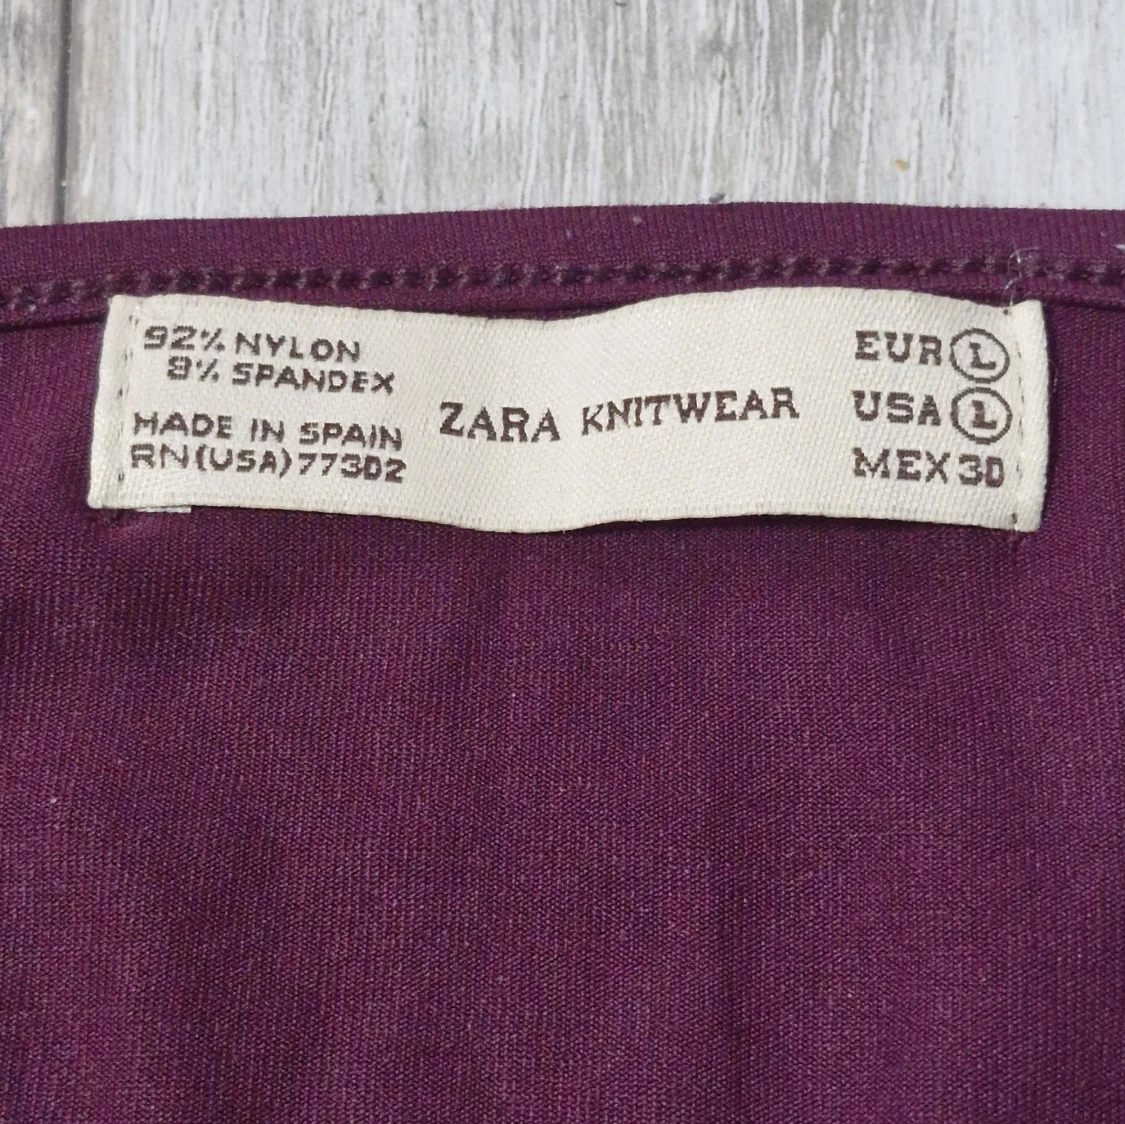 92% NYLON
8% SPANDEX
MADE IN SPAIN
RN(USA)77302
ZARA KNITWEAR
EUR L
USA L
MEX 30